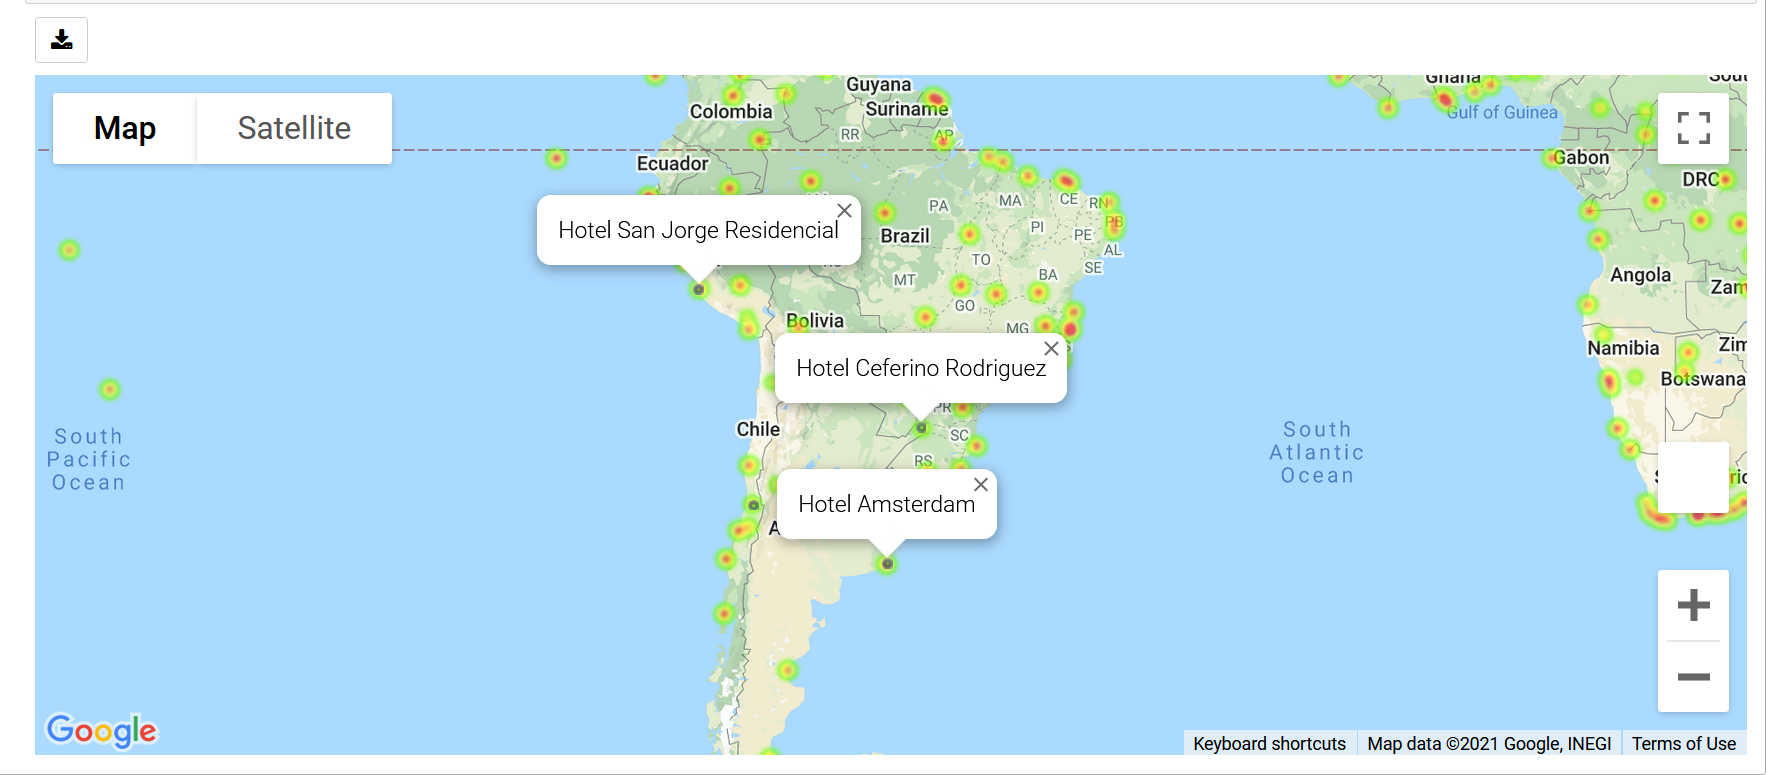 Map
Satellite
Guyana
Ghana
Colombia
Suriname
Gulf of Guinea
RR
AP
Ecuador
Gabon
DRC
PA
MA
CE
RN
PB
Hotel San Jorge Residencial
Brazil
PI
PE
AL
TO
SE
MT
BA
Angola
GO
Bolivia
MG
Namibia
Hotel Ceferino Rodriguez
Botswana
PR
Chile
SC
South
Pacific
Ocean
South
Atlantic
Ocean
RS
Hotel Amsterdam
Google
Keyboard shortcuts
Map data ©2021 Google, INEGI
Terms of Use